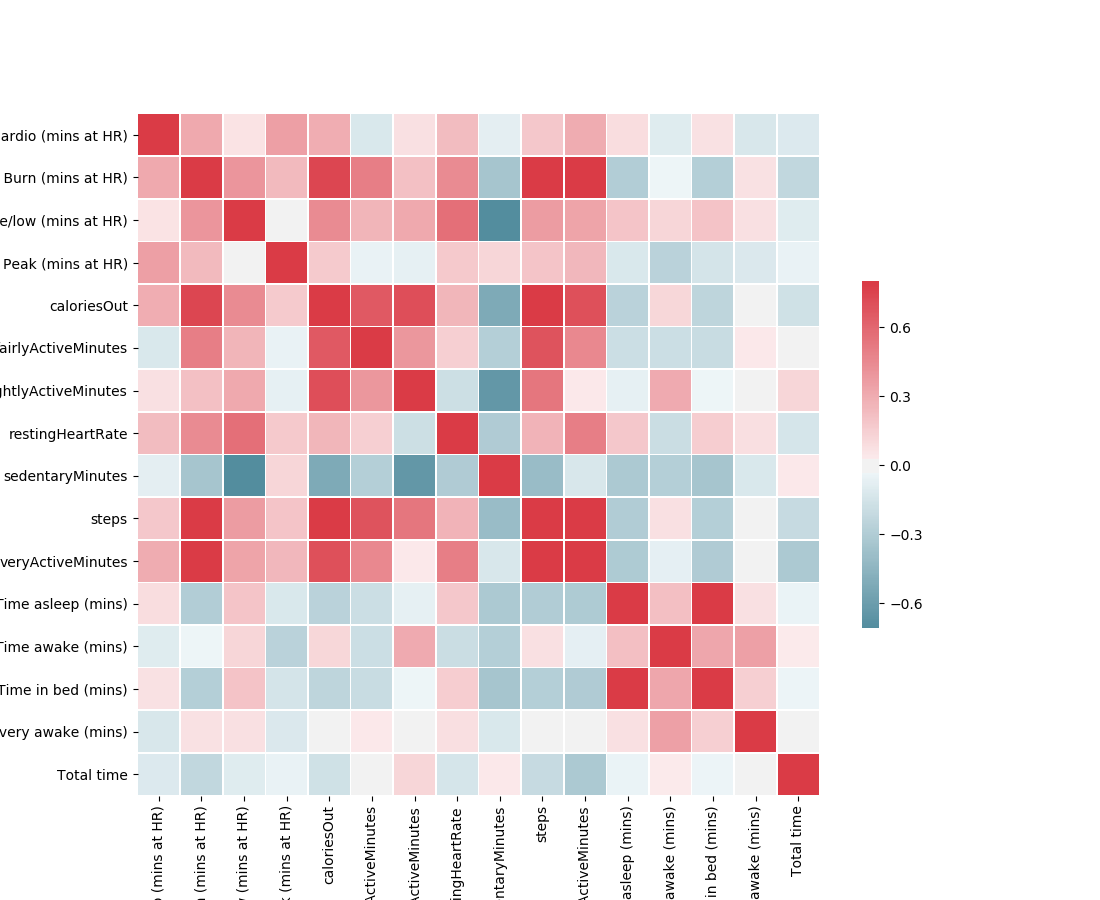 ardio (mins at HR)
Burn (mins at HR)
e/low (mins at HR)
Peak (mins at HR)
caloriesOut
airlyActiveMinutes
ghtlyActiveMinutes
restingHeartRate
sedentaryMinutes
steps
veryActiveMinutes
Time asleep (mins)
Time awake (mins)
Time in bed (mins)
very awake (mins)
Total time
0.6
0.3
0.0
−0.3
−0.6
(mins at HR)
(mins at HR)
(mins at HR)
(mins at HR)
caloriesOut
ActiveMinutes
ActiveMinutes
ingHeartRate
entaryMinutes
steps
ActiveMinutes
asleep (mins)
awake (mins)
in bed (mins)
awake (mins)
Total time